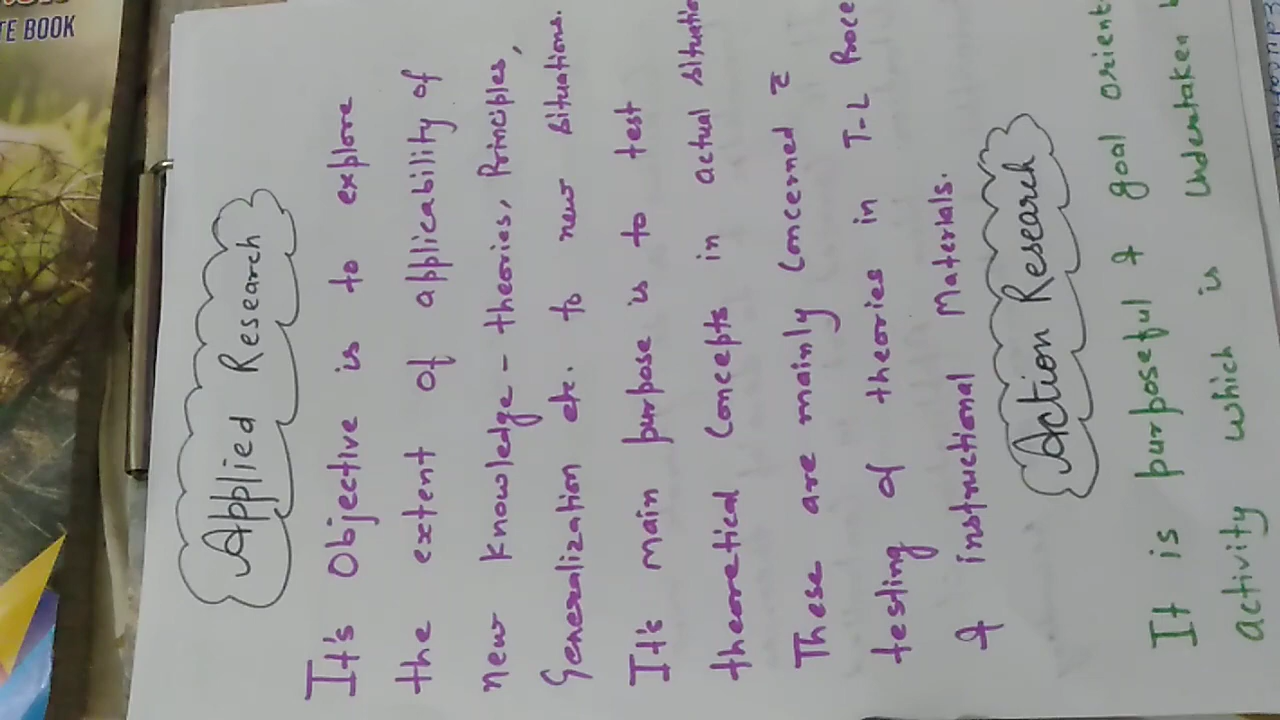 TE BOOK
Applied Research
It's Objective is to explore
the extent of applicability of
new knowledge - theories, Principles,
Generalization etc. to new situations.
It's main purpose is to test
theoretical Concepts in actual situatio
These are mainly Concerned c̄
testing of theories in T-L Proce
& instructional Materials.
Action Research
It is purposeful & goal orient
activity which is Undertaken